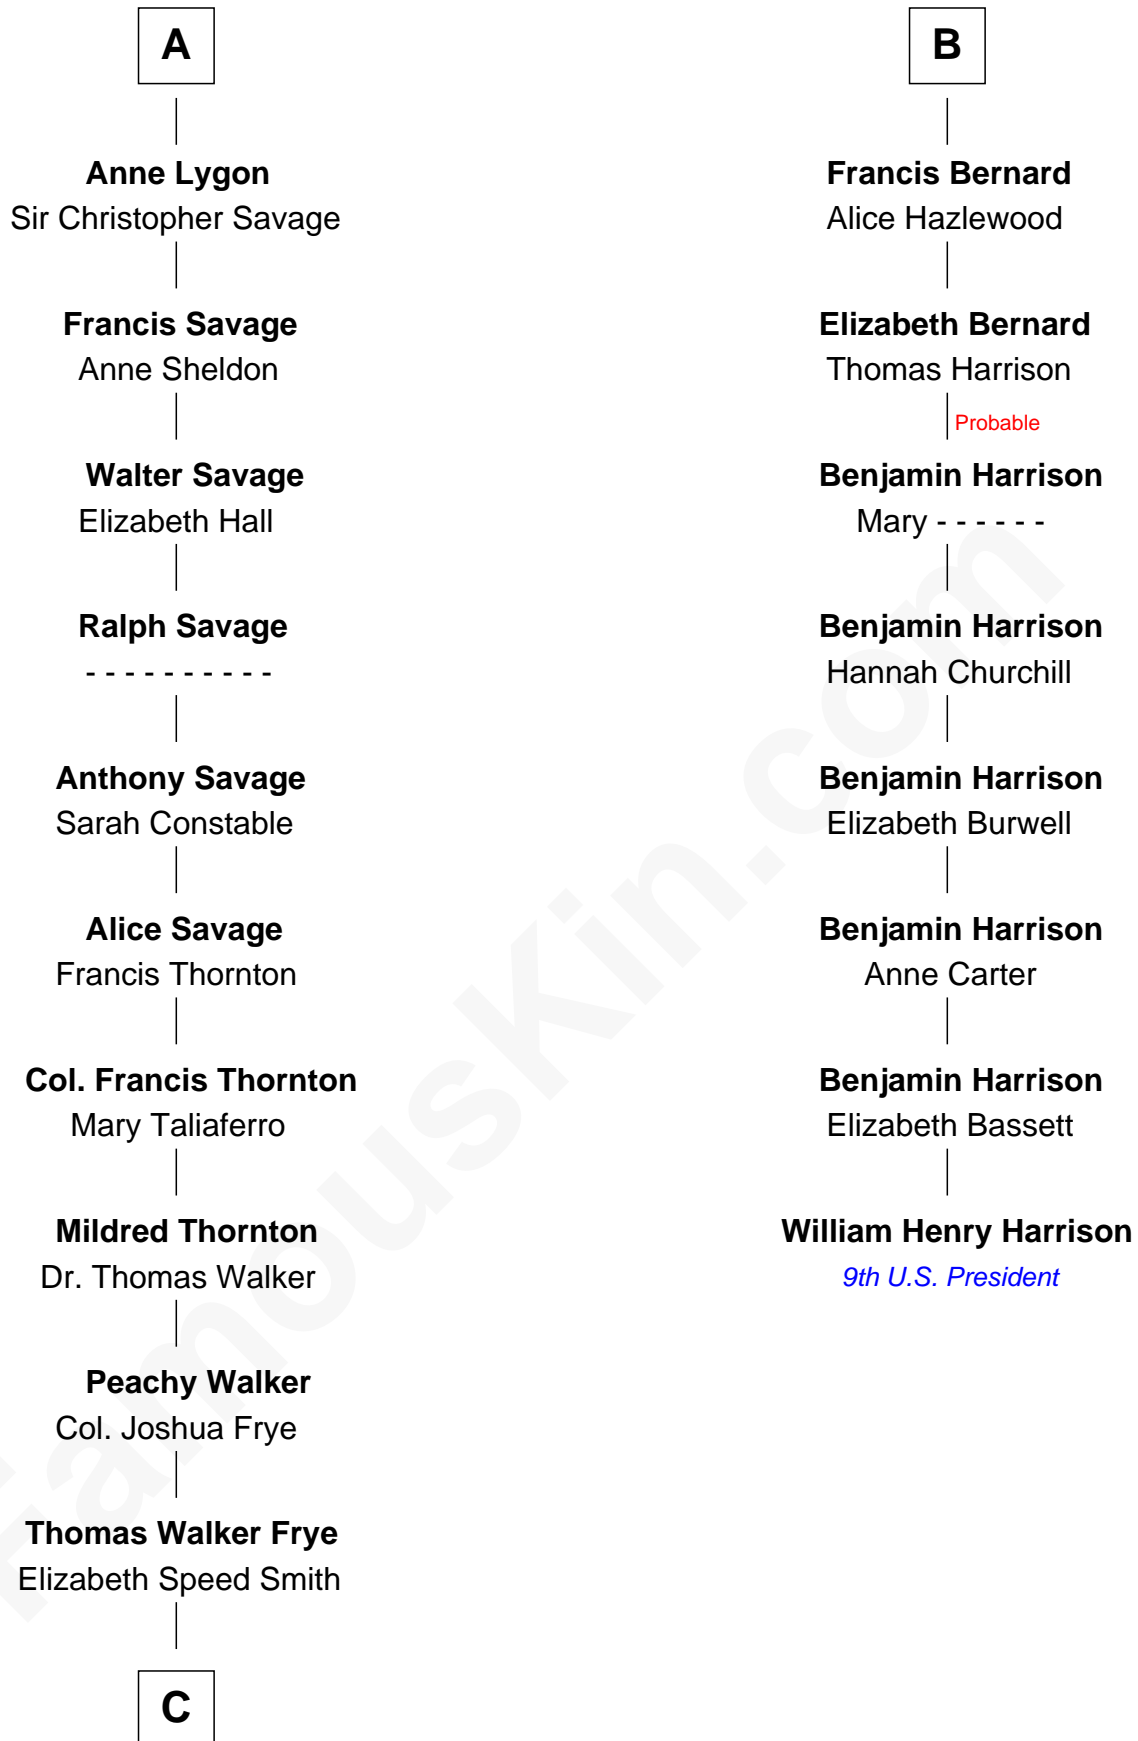 A
Anne Lygon
Sir Christopher Savage
Francis Savage
Anne Sheldon
Walter Savage
Elizabeth Hall
Ralph Savage
- - - - - - - - - -
Anthony Savage
Sarah Constable
Alice Savage
Francis Thornton
Col. Francis Thornton
Mary Taliaferro
Mildred Thornton
Dr. Thomas Walker
Peachy Walker
Col. Joshua Frye
Thomas Walker Frye
Elizabeth Speed Smith
C
B
Francis Bernard
Alice Hazlewood
Elizabeth Bernard
Thomas Harrison
Probable
Benjamin Harrison
Mary - - - - - -
Benjamin Harrison
Hannah Churchill
Benjamin Harrison
Elizabeth Burwell
Benjamin Harrison
Anne Carter
Benjamin Harrison
Elizabeth Bassett
William Henry Harrison
9th U.S. President
FamousKin.com